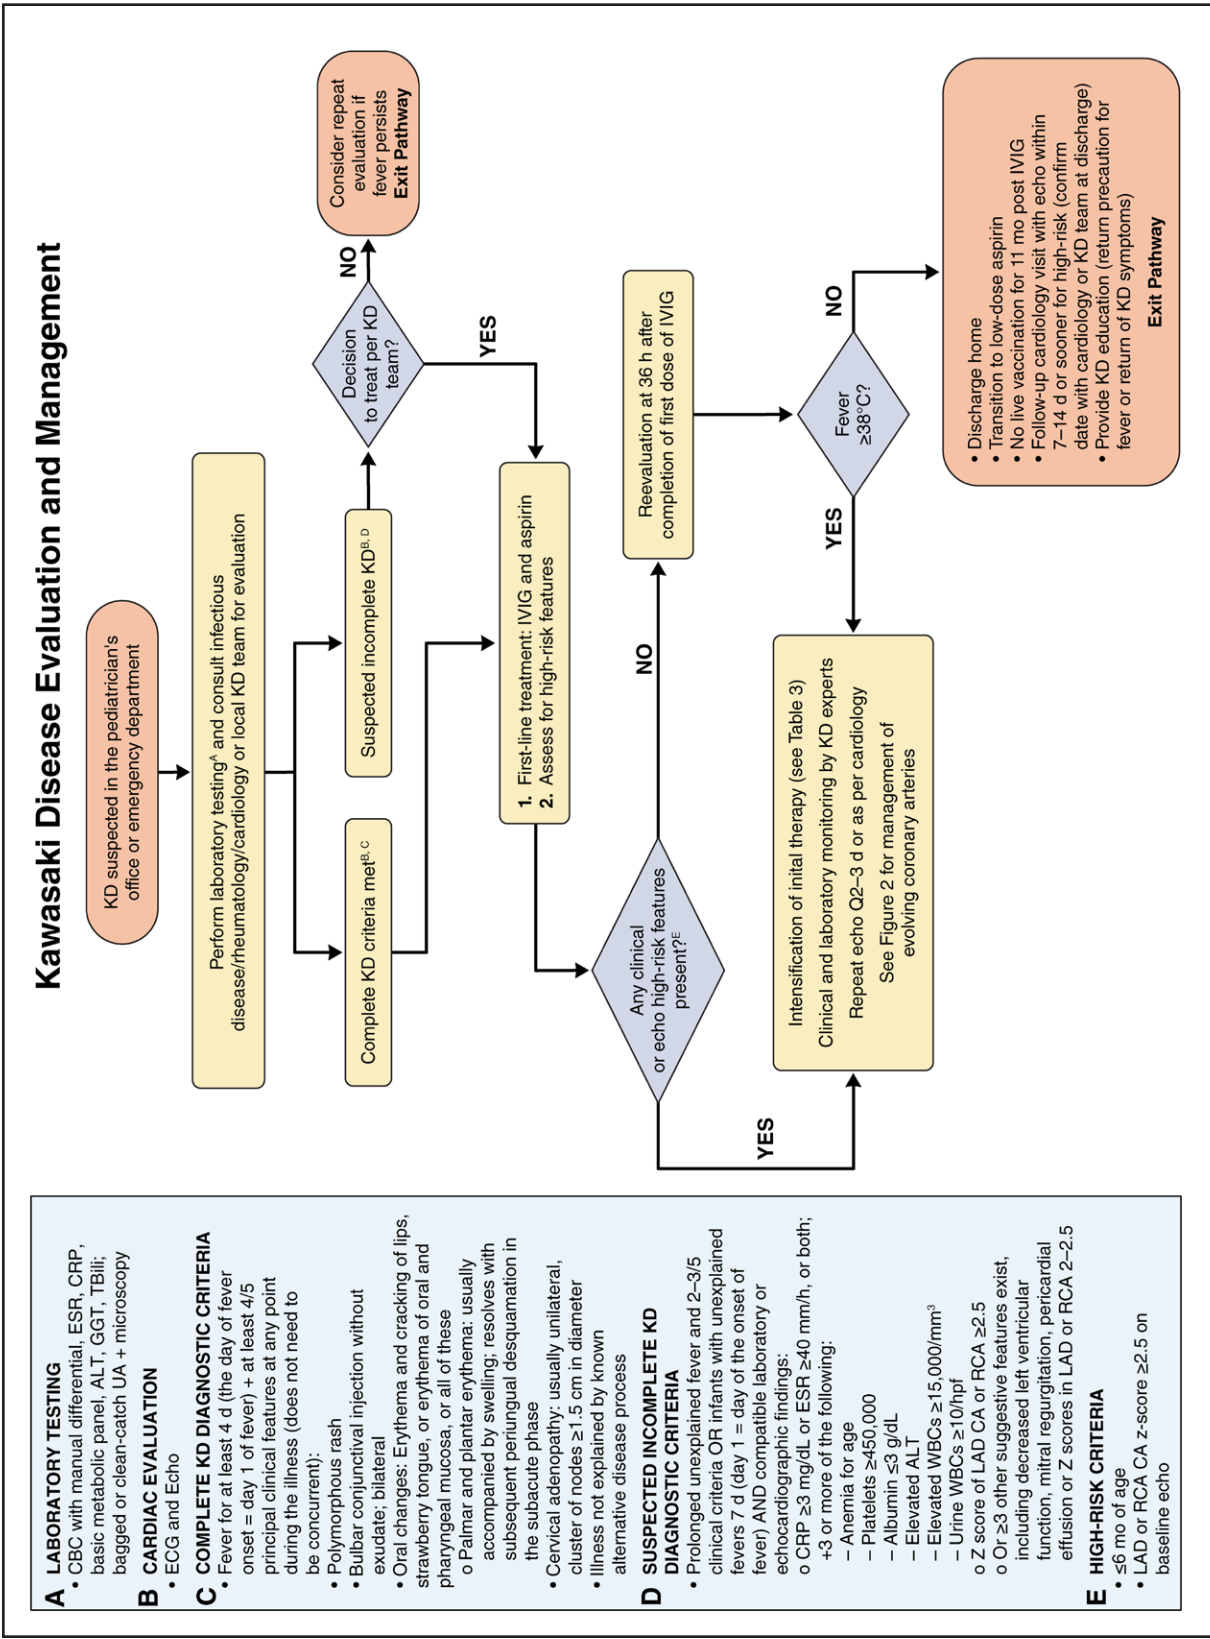 Kawasaki Disease Evaluation and Management
KD suspected in the pediatrician's
office or emergency department
Perform laboratory testingᴬ and consult infectious
disease/rheumatology/cardiology or local KD team for evaluation
Complete KD criteria metᴮ, ᶜ
Suspected incomplete KDᴮ, ᴰ
Decision
to treat per KD
team?
NO
Consider repeat
evaluation if
fever persists
Exit Pathway
YES
1. First-line treatment: IVIG and aspirin
2. Assess for high-risk features
Any clinical
or echo high-risk features
present?ᴱ
NO
Reevaluation at 36 h after
completion of first dose of IVIG
YES
Fever
≥38°C?
YES
NO
Intensification of inital therapy (see Table 3)
Clinical and laboratory monitoring by KD experts
Repeat echo Q2–3 d or as per cardiology
See Figure 2 for management of
evolving coronary arteries
• Discharge home
• Transition to low-dose aspirin
• No live vaccination for 11 mo post IVIG
• Follow-up cardiology visit with echo within
7–14 d or sooner for high-risk (confirm
date with cardiology or KD team at discharge)
• Provide KD education (return precaution for
fever or return of KD symptoms)
Exit Pathway
A LABORATORY TESTING
• CBC with manual differential, ESR, CRP,
basic metabolic panel, ALT, GGT, TBili;
bagged or clean-catch UA + microscopy
B CARDIAC EVALUATION
• ECG and Echo
C COMPLETE KD DIAGNOSTIC CRITERIA
• Fever for at least 4 d (the day of fever
onset = day 1 of fever) + at least 4/5
principal clinical features at any point
during the illness (does not need to
be concurrent):
• Polymorphous rash
• Bulbar conjunctival injection without
exudate; bilateral
• Oral changes: Erythema and cracking of lips,
strawberry tongue, or erythema of oral and
pharyngeal mucosa, or all of these
o Palmar and plantar erythema: usually
accompanied by swelling; resolves with
subsequent periungual desquamation in
the subacute phase
• Cervical adenopathy: usually unilateral,
cluster of nodes ≥1.5 cm in diameter
• Illness not explained by known
alternative disease process
D SUSPECTED INCOMPLETE KD
DIAGNOSTIC CRITERIA
• Prolonged unexplained fever and 2–3/5
clinical criteria OR infants with unexplained
fevers 7 d (day 1 = day of the onset of
fever) AND compatible laboratory or
echocardiographic findings:
o CRP ≥3 mg/dL or ESR ≥40 mm/h, or both;
+3 or more of the following:
– Anemia for age
– Platelets ≥450,000
– Albumin ≤3 g/dL
– Elevated ALT
– Elevated WBCs ≥15,000/mm³
– Urine WBCs ≥10/hpf
o Z score of LAD CA or RCA ≥2.5
o Or ≥3 other suggestive features exist,
including decreased left ventricular
function, mitral regurgitation, pericardial
effusion or Z scores in LAD or RCA 2–2.5
E HIGH-RISK CRITERIA
• ≤6 mo of age
• LAD or RCA CA z-score ≥2.5 on
baseline echo